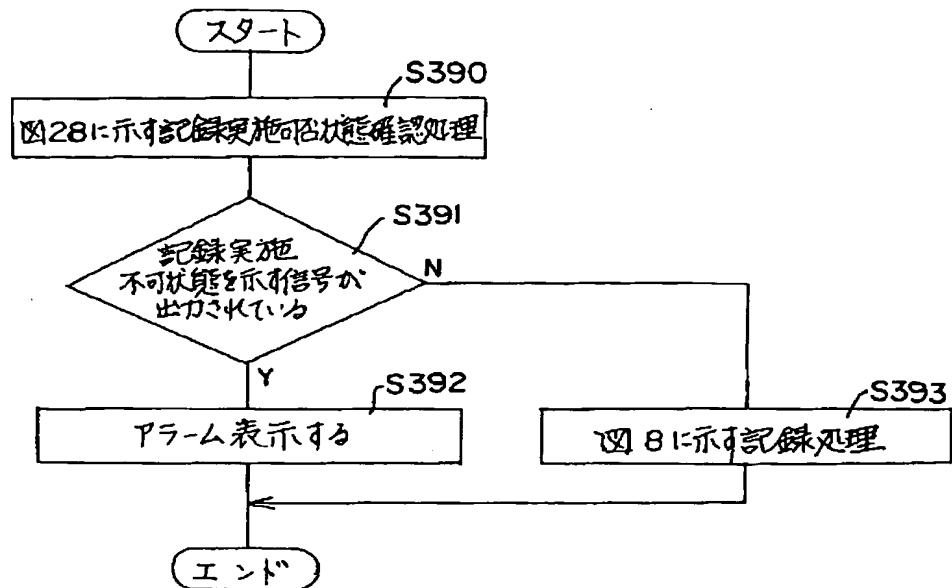 スタート
S390
図28に示す記録実施可否状態確認処理
S391
記録実施
不可状態を示す信号が
出力されている
N
Y
S392
アラーム表示する
S393
図8に示す記録処理
エンド